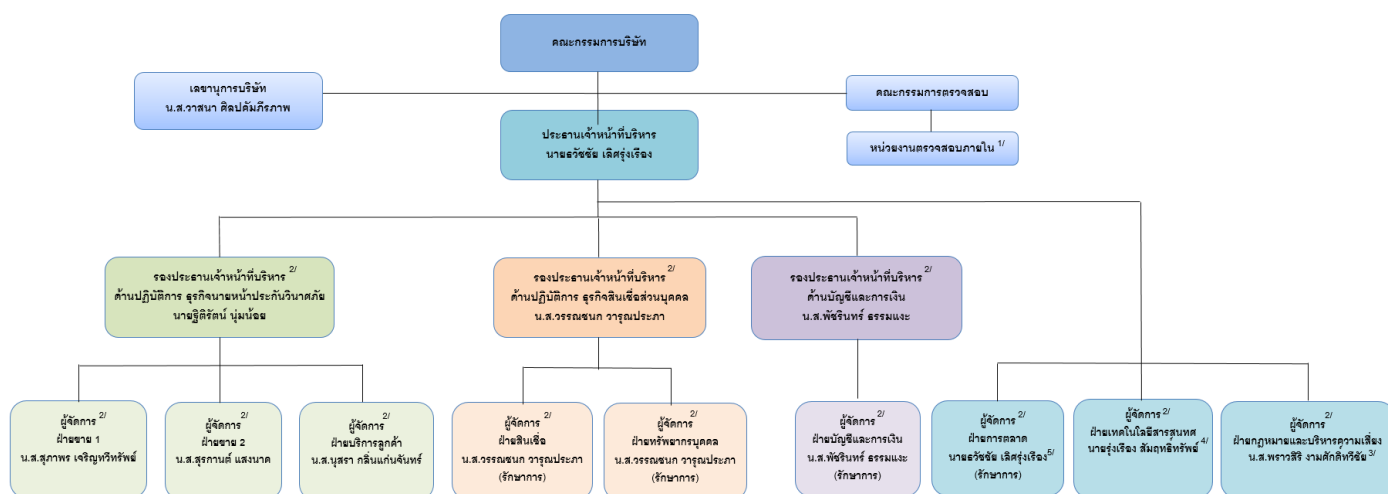 คณะกรรมการบริษัท
เลขานุการบริษัท
น.ส.วาสนา ศิลปคัมภีรภาพ
คณะกรรมการตรวจสอบ
ประธานเจ้าหน้าที่บริหาร
นายธวัชชัย เลิศรุ่งเรือง
หน่วยงานตรวจสอบภายใน 1/
รองประธานเจ้าหน้าที่บริหาร 2/
ด้านปฏิบัติการ ธุรกิจนายหน้าประกันวินาศภัย
นายฐิติรัตน์ นุ่มน้อย
รองประธานเจ้าหน้าที่บริหาร 2/
ด้านปฏิบัติการ ธุรกิจสินเชื่อส่วนบุคคล
น.ส.วรรณชนก วารุณประภา
รองประธานเจ้าหน้าที่บริหาร 2/
ด้านบัญชีและการเงิน
น.ส.พัชรินทร์ ธรรมแงะ
ผู้จัดการ 2/
ฝ่ายขาย 1
น.ส.สุภาพร เจริญทวีทรัพย์
ผู้จัดการ 2/
ฝ่ายขาย 2
น.ส.สุรกานต์ แสงนาด
ผู้จัดการ 2/
ฝ่ายบริการลูกค้า
น.ส.นุสรา กลิ่นแก่นจันทร์
ผู้จัดการ 2/
ฝ่ายสินเชื่อ
น.ส.วรรณชนก วารุณประภา
(รักษาการ)
ผู้จัดการ 2/
ฝ่ายทรัพยากรบุคคล
น.ส.วรรณชนก วารุณประภา
(รักษาการ)
ผู้จัดการ 2/
ฝ่ายบัญชีและการเงิน
น.ส.พัชรินทร์ ธรรมแงะ
(รักษาการ)
ผู้จัดการ 2/
ฝ่ายการตลาด
นายธวัชชัย เลิศรุ่งเรือง5/
(รักษาการ)
ผู้จัดการ 2/
ฝ่ายเทคโนโลยีสารสนเทศ
นายรุ่งเรือง สัมฤทธิ์ทรัพย์ 4/
ผู้จัดการ 2/
ฝ่ายกฎหมายและบริหารความเสี่ยง
น.ส.พราวสิริ งามศักดิ์ทวีชัย 3/